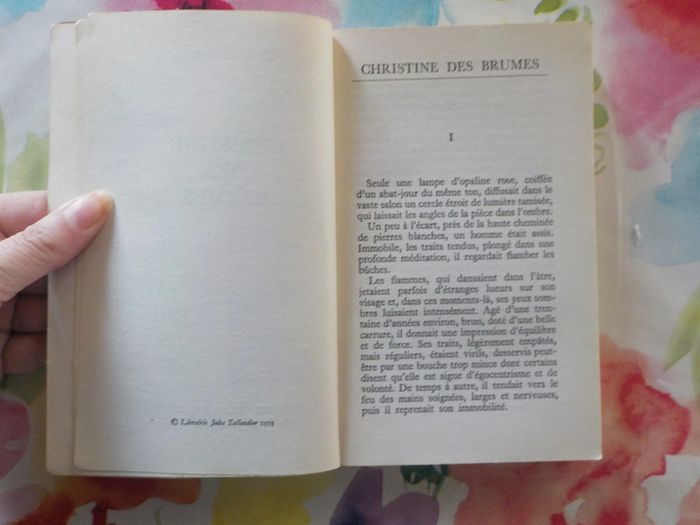 © Librairie Jules Tallandier 1975
CHRISTINE DES BRUMES
I
Seule une lampe d'opaline rose, coiffée
d'un abat-jour du même ton, diffusait dans le
vaste salon un cercle étroit de lumière tamisée,
qui laissait les angles de la pièce dans l'ombre.
Un peu à l'écart, près de la haute cheminée
de pierres blanches, un homme était assis.
Immobile, les traits tendus, plongé dans une
profonde méditation, il regardait flamber les
bûches.
Les flammes, qui dansaient dans l'âtre,
jetaient parfois d'étranges lueurs sur son
visage et, dans ces moments-là, ses yeux som-
bres luisaient intensément. Agé d'une tren-
taine d'années environ, brun, doté d'une belle
carrure, il donnait une impression d'équilibre
et de force. Ses traits, légèrement empâtés,
mais réguliers, étaient virils, desservis peut-
être par une bouche trop mince dont certains
disent qu'elle est signe d'égocentrisme et de
volonté. De temps à autre, il tendait vers le
feu des mains soignées, larges et nerveuses,
puis il reprenait son immobilité.